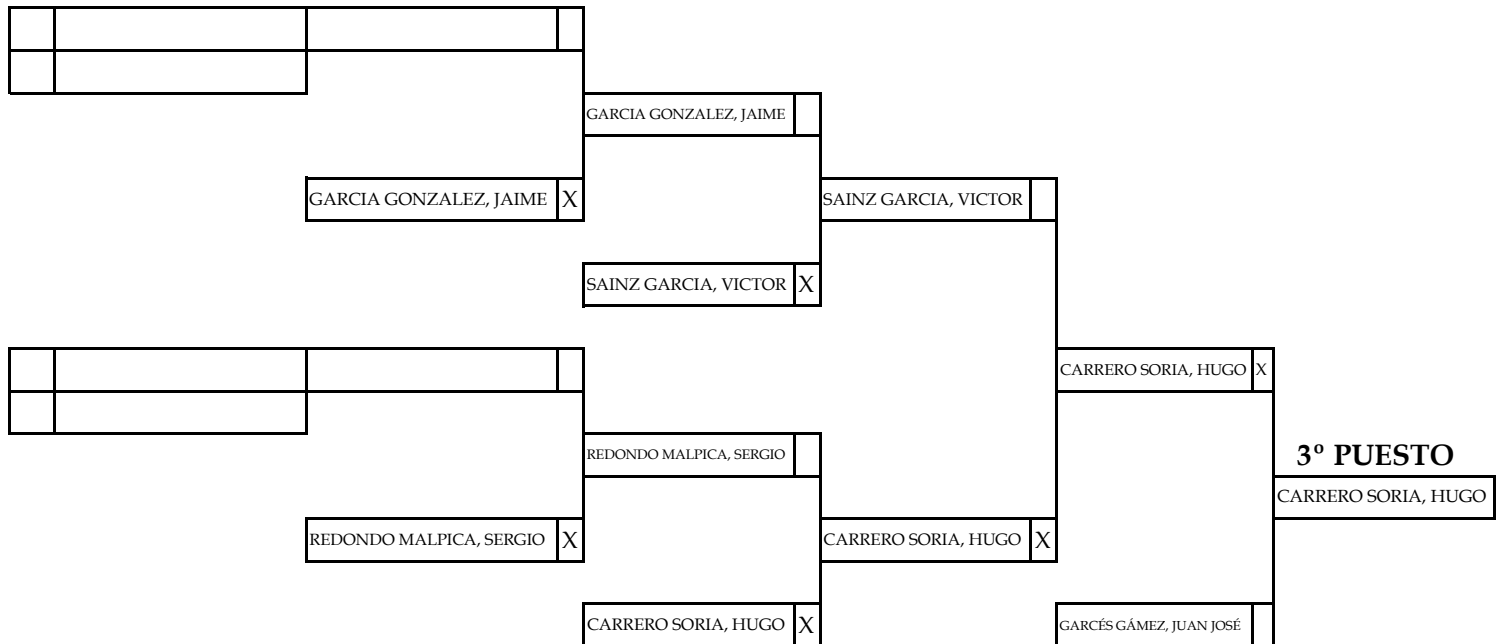 GARCIA GONZALEZ, JAIME
GARCIA GONZALEZ, JAIME X
SAINZ GARCIA, VICTOR
SAINZ GARCIA, VICTOR X
CARRERO SORIA, HUGO X
REDONDO MALPICA, SERGIO
3º PUESTO
CARRERO SORIA, HUGO
REDONDO MALPICA, SERGIO X
CARRERO SORIA, HUGO X
CARRERO SORIA, HUGO X
GARCÉS GÁMEZ, JUAN JOSÉ